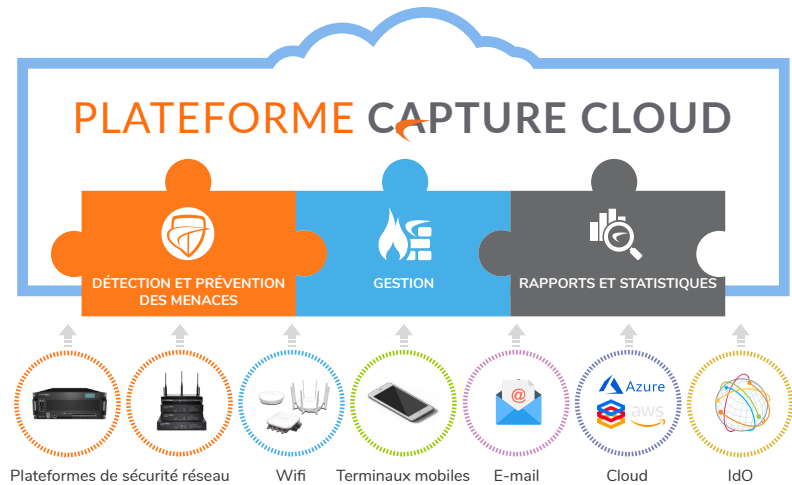 PLATEFORME CAPTURE CLOUD
DÉTECTION ET PRÉVENTION
DES MENACES
GESTION
RAPPORTS ET STATISTIQUES
@
Azure
aws
Plateformes de sécurité réseau
Wifi
Terminaux mobiles
E-mail
Cloud
IdO